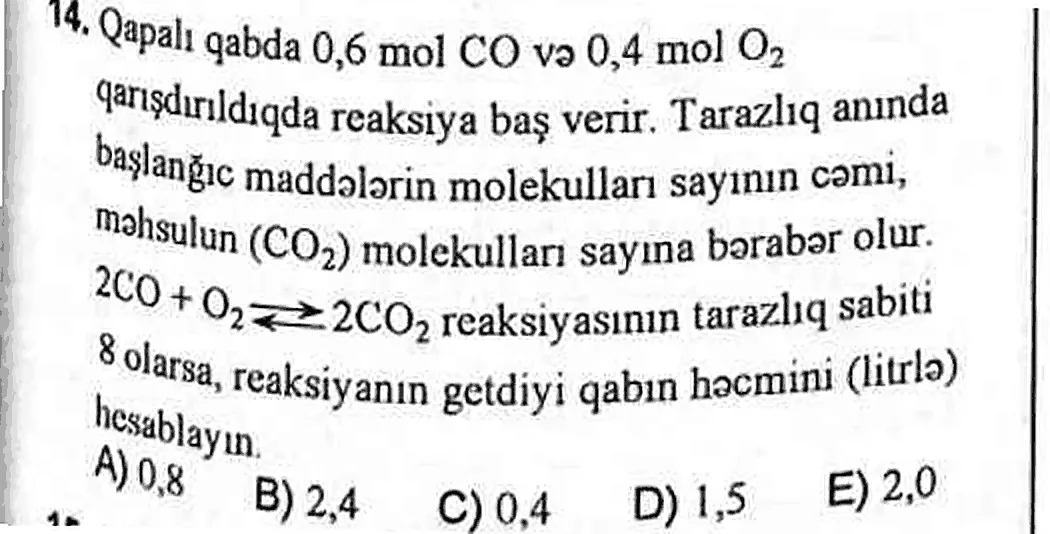 14. Qapalı qabda 0,6 mol CO və 0,4 mol O₂
qarışdırıldıqda reaksiya baş verir. Tarazlıq anında
başlanğıc maddələrin molekulları sayının cəmi,
məhsulun (CO₂) molekulları sayına bərabər olur.
2CO + O₂ ⇄ 2CO₂ reaksiyasının tarazlıq sabiti
8 olarsa, reaksiyanın getdiyi qabın həcmini (litrlə)
hesablayın.
A) 0,8 B) 2,4 C) 0,4 D) 1,5 E) 2,0